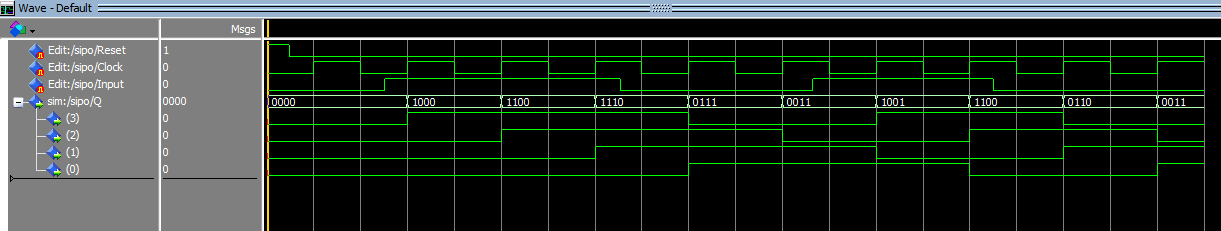 Wave - Default
Msgs
Edit:/sipo/Reset 1
Edit:/sipo/Clock 0
Edit:/sipo/Input 0
sim:/sipo/Q 0000 0000 1000 1100 1110 0111 0011 1001 1100 0110 0011
(3) 0
(2) 0
(1) 0
(0) 0